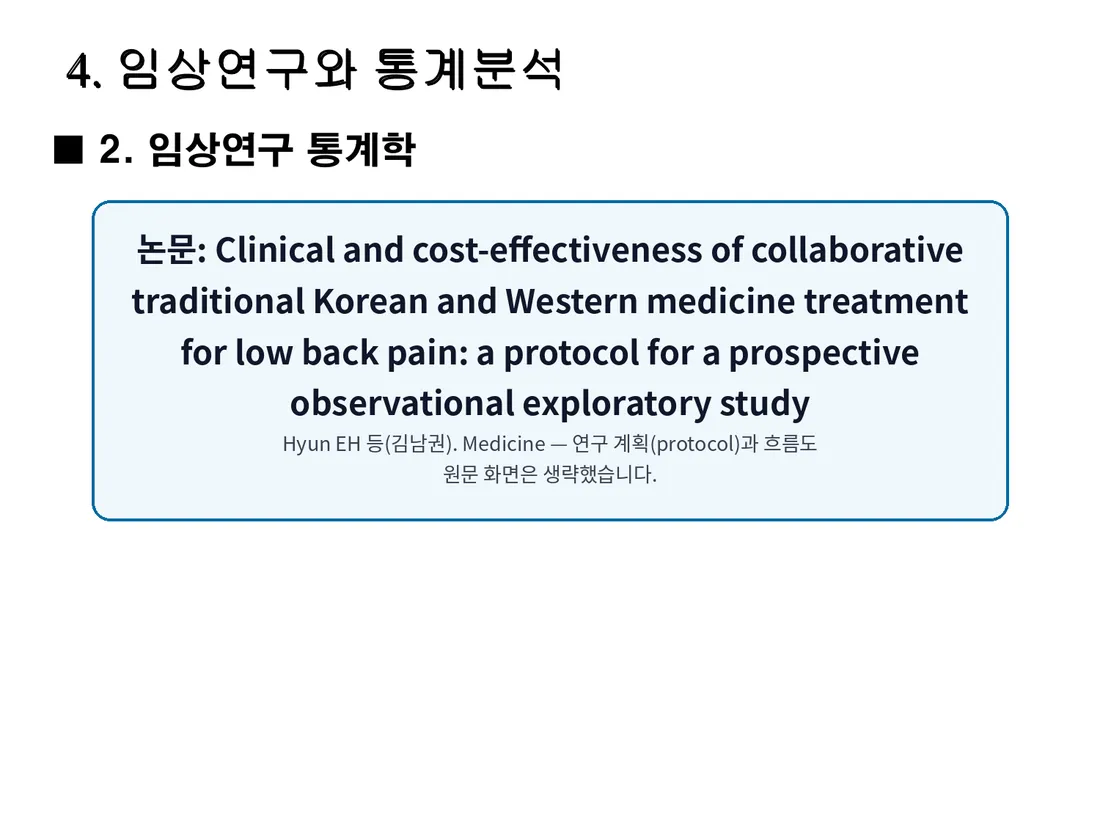 4. 임상연구와 통계분석
■ 2. 임상연구 통계학
논문: Clinical and cost-effectiveness of collaborative
traditional Korean and Western medicine treatment
for low back pain: a protocol for a prospective
observational exploratory study
Hyun EH 등(김남권). Medicine — 연구 계획(protocol)과 흐름도
원문 화면은 생략했습니다.